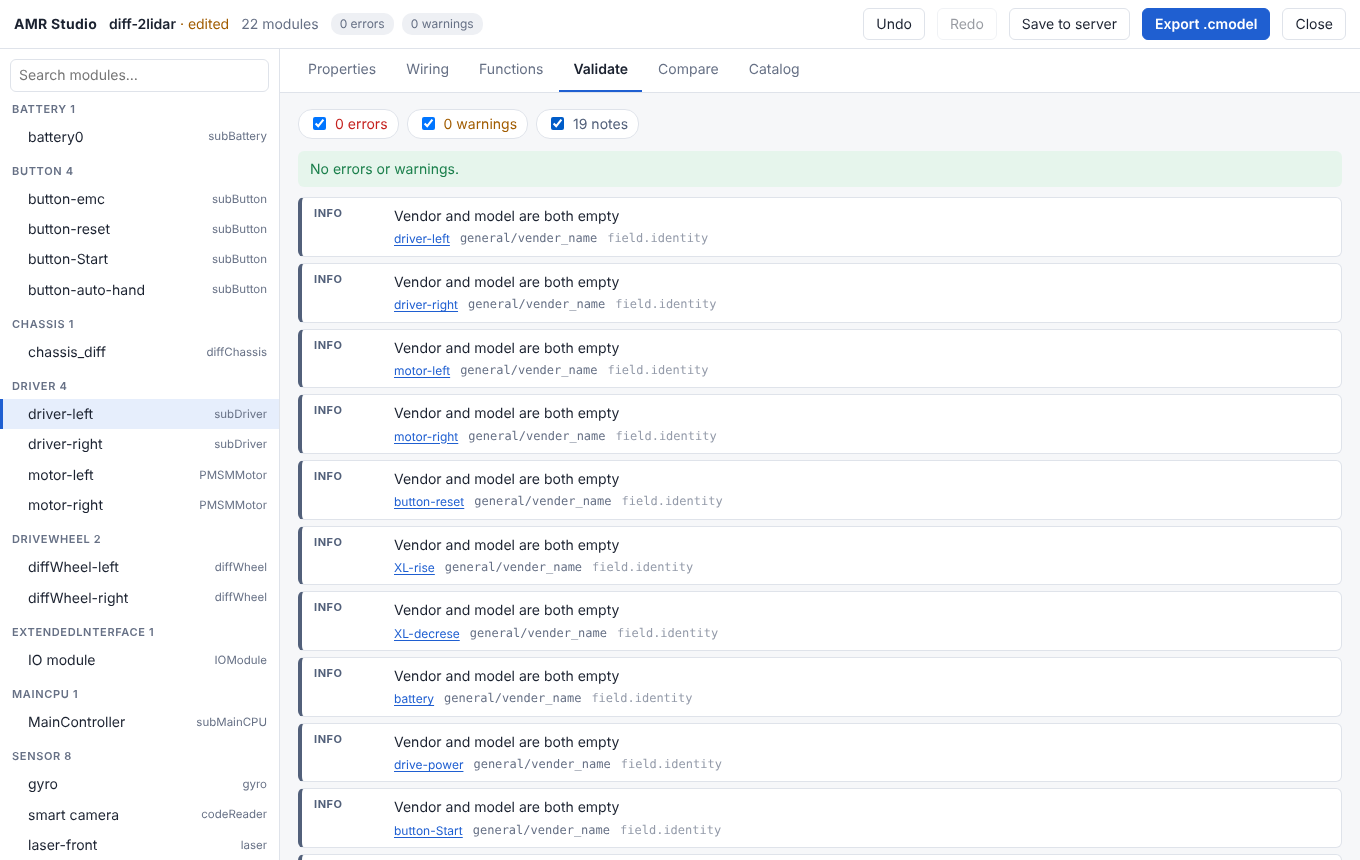 AMR Studio diff-2lidar · edited 22 modules 0 errors 0 warnings Undo Redo Save to server Export .cmodel Close
Search modules...
BATTERY 1
battery0 subBattery
BUTTON 4
button-emc subButton
button-reset subButton
button-Start subButton
button-auto-hand subButton
CHASSIS 1
chassis_diff diffChassis
DRIVER 4
driver-left subDriver
driver-right subDriver
motor-left PMSMMotor
motor-right PMSMMotor
DRIVEWHEEL 2
diffWheel-left diffWheel
diffWheel-right diffWheel
EXTENDEDLNTERFACE 1
IO module IOModule
MAINCPU 1
MainController subMainCPU
SENSOR 8
gyro gyro
smart camera codeReader
laser-front laser
Properties Wiring Functions Validate Compare Catalog
0 errors 0 warnings 19 notes
No errors or warnings.
INFO Vendor and model are both empty
driver-left general/vender_name field.identity
INFO Vendor and model are both empty
driver-right general/vender_name field.identity
INFO Vendor and model are both empty
motor-left general/vender_name field.identity
INFO Vendor and model are both empty
motor-right general/vender_name field.identity
INFO Vendor and model are both empty
button-reset general/vender_name field.identity
INFO Vendor and model are both empty
XL-rise general/vender_name field.identity
INFO Vendor and model are both empty
XL-decrese general/vender_name field.identity
INFO Vendor and model are both empty
battery general/vender_name field.identity
INFO Vendor and model are both empty
drive-power general/vender_name field.identity
INFO Vendor and model are both empty
button-Start general/vender_name field.identity